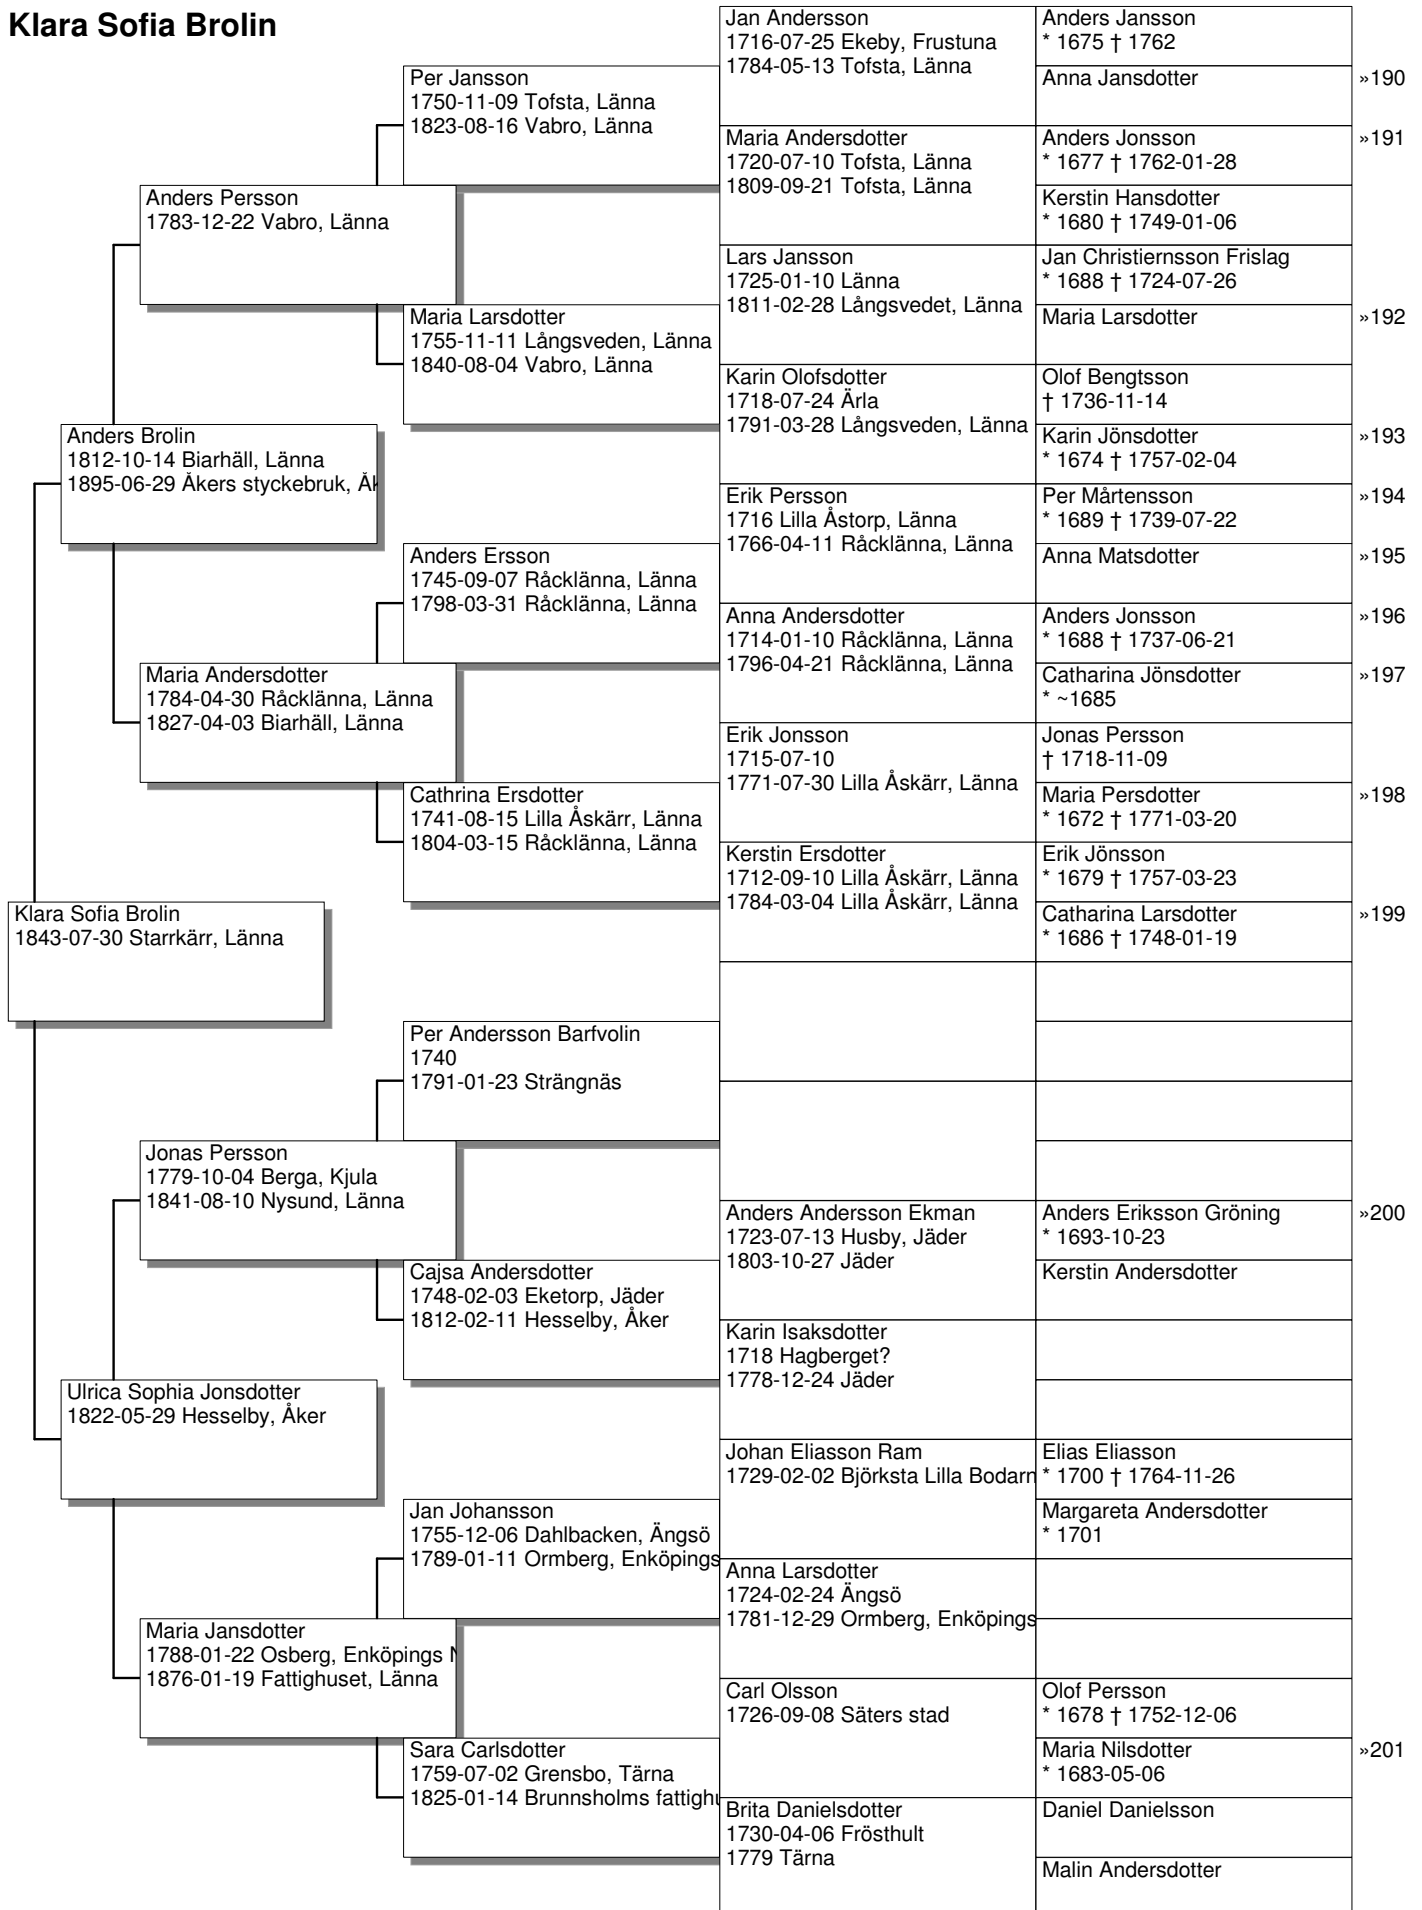 Klara Sofia Brolin
Klara Sofia Brolin
1843-07-30 Starrkärr, Länna
Anders Brolin
1812-10-14 Biarhäll, Länna
1895-06-29 Åkers styckebruk,
Ulrica Sophia Jonsdotter
1822-05-29 Hesselby, Åker
Anders Persson
1783-12-22 Vabro, Länna
Maria Andersdotter
1784-04-30 Råcklänna, Länna
1827-04-03 Biarhäll, Länna
Jonas Persson
1779-10-04 Berga, Kjula
1841-08-10 Nysund, Länna
Maria Jansdotter
1788-01-22 Osberg, Enköpings
1876-01-19 Fattighuset, Länna
Per Jansson
1750-11-09 Tofsta, Länna
1823-08-16 Vabro, Länna
Maria Larsdotter
1755-11-11 Långsveden, Länna
1840-08-04 Vabro, Länna
Anders Ersson
1745-09-07 Råcklänna, Länna
1798-03-31 Råcklänna, Länna
Cathrina Ersdotter
1741-08-15 Lilla Åskärr, Länna
1804-03-15 Råcklänna, Länna
Per Andersson Barfvolin
1740
1791-01-23 Strängnäs
Cajsa Andersdotter
1748-02-03 Eketorp, Jäder
1812-02-11 Hesselby, Åker
Jan Johansson
1755-12-06 Dahlbacken, Ängsö
1789-01-11 Ormberg, Enköpings
Sara Carlsdotter
1759-07-02 Grensbo, Tärna
1825-01-14 Brunnsholms
Jan Andersson
1716-07-25 Ekeby, Frustuna
1784-05-13 Tofsta, Länna
Maria Andersdotter
1720-07-10 Tofsta, Länna
1809-09-21 Tofsta, Länna
Lars Jansson
1725-01-10 Länna
1811-02-28 Långsvedet, Länna
Karin Olofsdotter
1718-07-24 Ärla
1791-03-28 Långsveden, Länna
Erik Persson
1716 Lilla Åstorp, Länna
1766-04-11 Råcklänna, Länna
Anna Andersdotter
1714-01-10 Råcklänna, Länna
1796-04-21 Råcklänna, Länna
Erik Jonsson
1715-07-10
1771-07-30 Lilla Åskärr, Länna
Kerstin Ersdotter
1712-09-10 Lilla Åskärr, Länna
1784-03-04 Lilla Åskärr, Länna
Anders Andersson Ekman
1723-07-13 Husby, Jäder
1803-10-27 Jäder
Karin Isaksdotter
1718 Hagberget?
1778-12-24 Jäder
Johan Eliasson Ram
1729-02-02 Björksta Lilla Bodarn
Anna Larsdotter
1724-02-24 Ängsö
1781-12-29 Ormberg, Enköpings
Carl Olsson
1726-09-08 Säters stad
Brita Danielsdotter
1730-04-06 Frösthult
1779 Tärna
Anders Jansson
* 1675 † 1762
Anna Jansdotter
»190
Anders Jonsson
* 1677 † 1762-01-28
»191
Kerstin Hansdotter
* 1680 † 1749-01-06
Jan Christiernsson Frislag
* 1688 † 1724-07-26
Maria Larsdotter
»192
Olof Bengtsson
† 1736-11-14
Karin Jönsdotter
* 1674 † 1757-02-04
»193
Per Mårtensson
* 1689 † 1739-07-22
»194
Anna Matsdotter
»195
Anders Jonsson
* 1688 † 1737-06-21
»196
Catharina Jönsdotter
* ~1685
»197
Jonas Persson
† 1718-11-09
Maria Persdotter
* 1672 † 1771-03-20
»198
Erik Jönsson
* 1679 † 1757-03-23
Catharina Larsdotter
* 1686 † 1748-01-19
»199
Anders Eriksson Gröning
* 1693-10-23
»200
Kerstin Andersdotter
Elias Eliasson
* 1700 † 1764-11-26
Margareta Andersdotter
* 1701
Olof Persson
* 1678 † 1752-12-06
Maria Nilsdotter
* 1683-05-06
»201
Daniel Danielsson
Malin Andersdotter